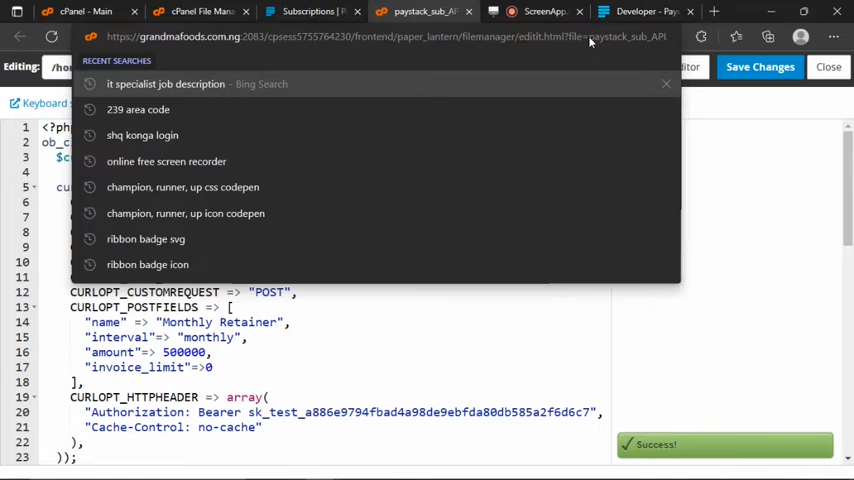 cPanel - Main
cPanel File Mana
Subscriptions | P
paystack_sub_AP
ScreenApp.
Developer - Pay
https://grandmafoods.com.ng:2083/cpsess5755764230/frontend/paper_lantern/filemanager/editit.html?file=paystack_sub_API
Editing: /ho
ditor
Save Changes
Close
RECENT SEARCHES
it specialist job description - Bing Search
239 area code
shq konga login
online free screen recorder
champion, runner, up css codepen
champion, runner, up icon codepen
ribbon badge svg
ribbon badge icon
Keyboard s
1 <?ph
2 ob_cl
3 $cu
4
5 cu
6
7
8
9
10
11
12 CURLOPT_CUSTOMREQUEST => "POST",
13 CURLOPT_POSTFIELDS => [
14 "name" => "Monthly Retainer",
15 "interval"=> "monthly",
16 "amount"=> 500000,
17 "invoice_limit"=>0
18 ],
19 CURLOPT_HTTPHEADER => array(
20 "Authorization: Bearer sk_test_a886e9794fbad4a98de9ebfda80db585a2f6d6c7",
21 "Cache-Control: no-cache"
22 ),
23 ));
Success!